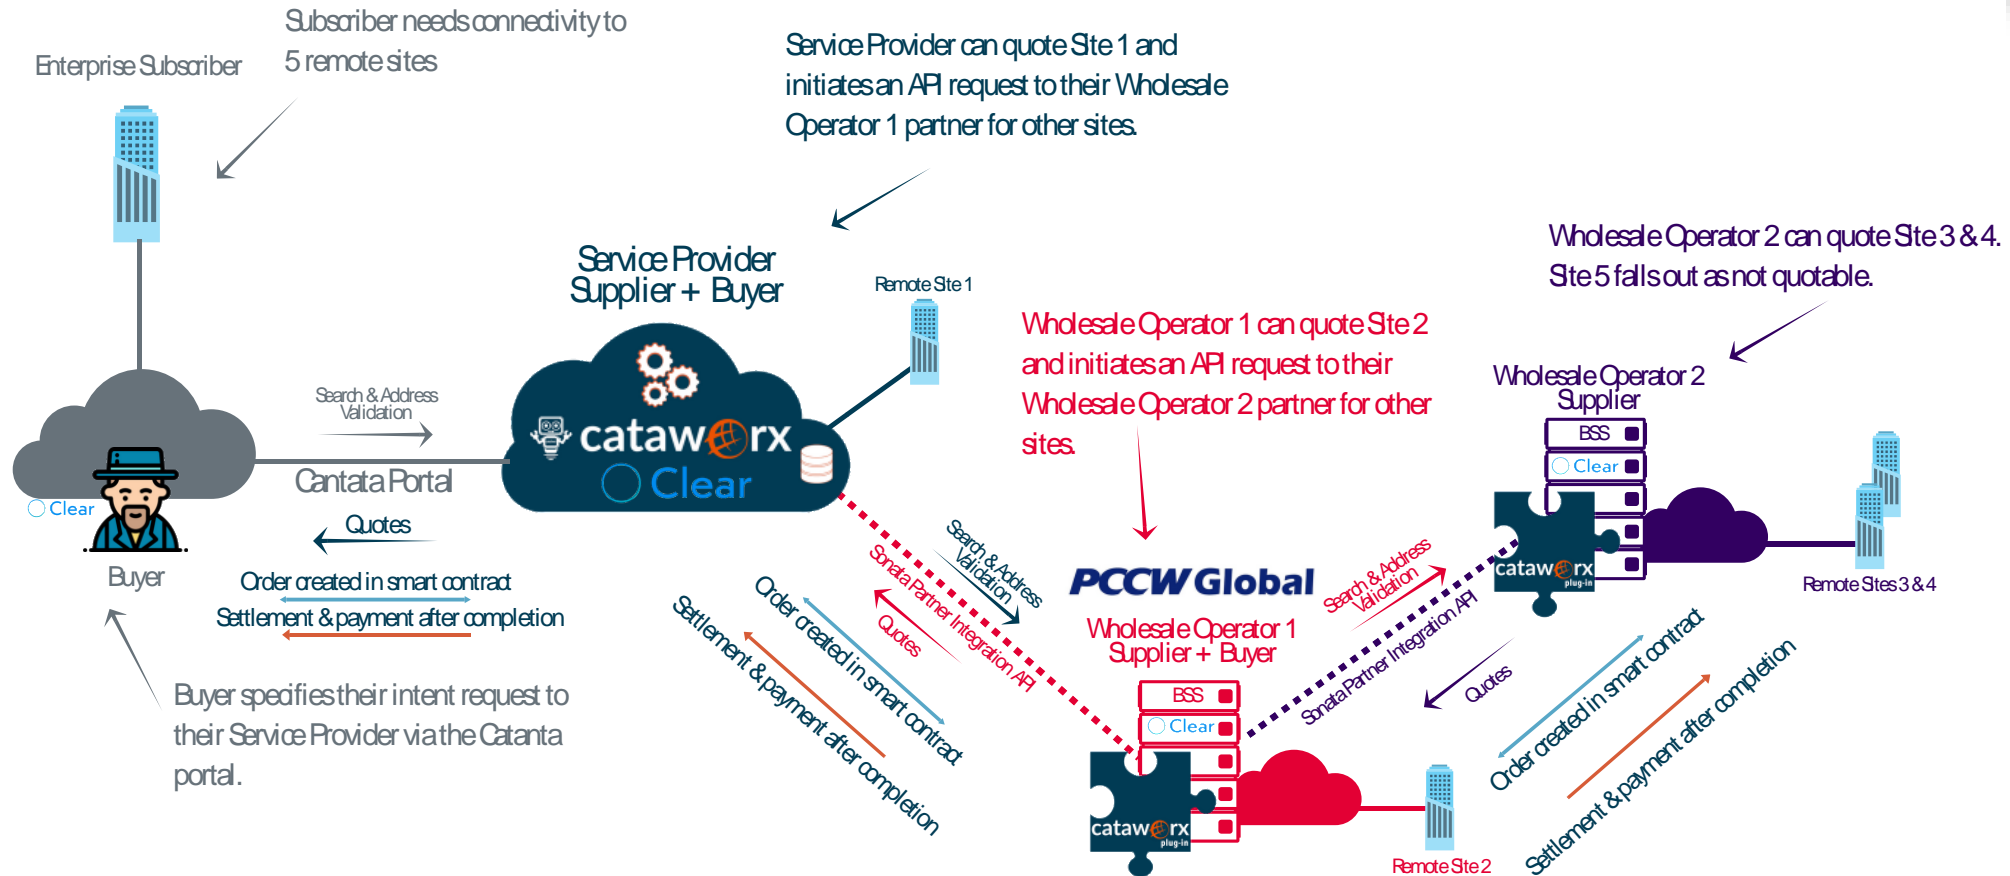 Subscriber needs connectivity to
5 remote sites
Enterprise Subscriber
Service Provider can quote Site 1 and
initiates an API request to their Wholesale
Operator 1 partner for other sites.
Service Provider
Supplier + Buyer
Remote Site 1
Wholesale Operator 2 can quote Site 3 & 4.
Site 5 falls out as not quotable.
Wholesale Operator 1 can quote Site 2
and initiates an API request to their
Wholesale Operator 2 partner for other
sites.
Wholesale Operator 2
Supplier
BSS
Clear
cataworx
plug-in
Remote Sites 3 & 4
Search & Address
Validation
Cantata Portal
cataworx
Clear
Clear
Buyer
Quotes
Order created in smart contract
Settlement & payment after completion
Buyer specifies their intent request to
their Service Provider via the Catanta
portal.
Search & Address
Validation
Sonata Partner Integration API
Quotes
Order created in smart contract
Settlement & payment after completion
PCCW Global
Wholesale Operator 1
Supplier + Buyer
BSS
Clear
cataworx
plug-in
Remote Site 2
Search & Address
Validation
Sonata Partner Integration API
Quotes
Order created in smart contract
Settlement & payment after completion